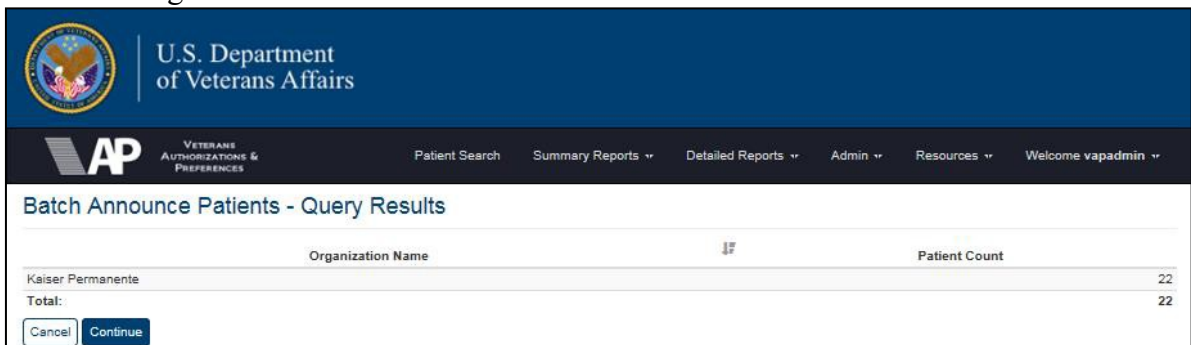 U.S. Department
of Veterans Affairs
VAP
VETERANS
AUTHORIZATIONS &
PREFERENCES
Patient Search Summary Reports Detailed Reports Admin Resources Welcome vapadmin
Batch Announce Patients - Query Results
Organization Name Patient Count
Kaiser Permanente 22
Total: 22
Cancel Continue